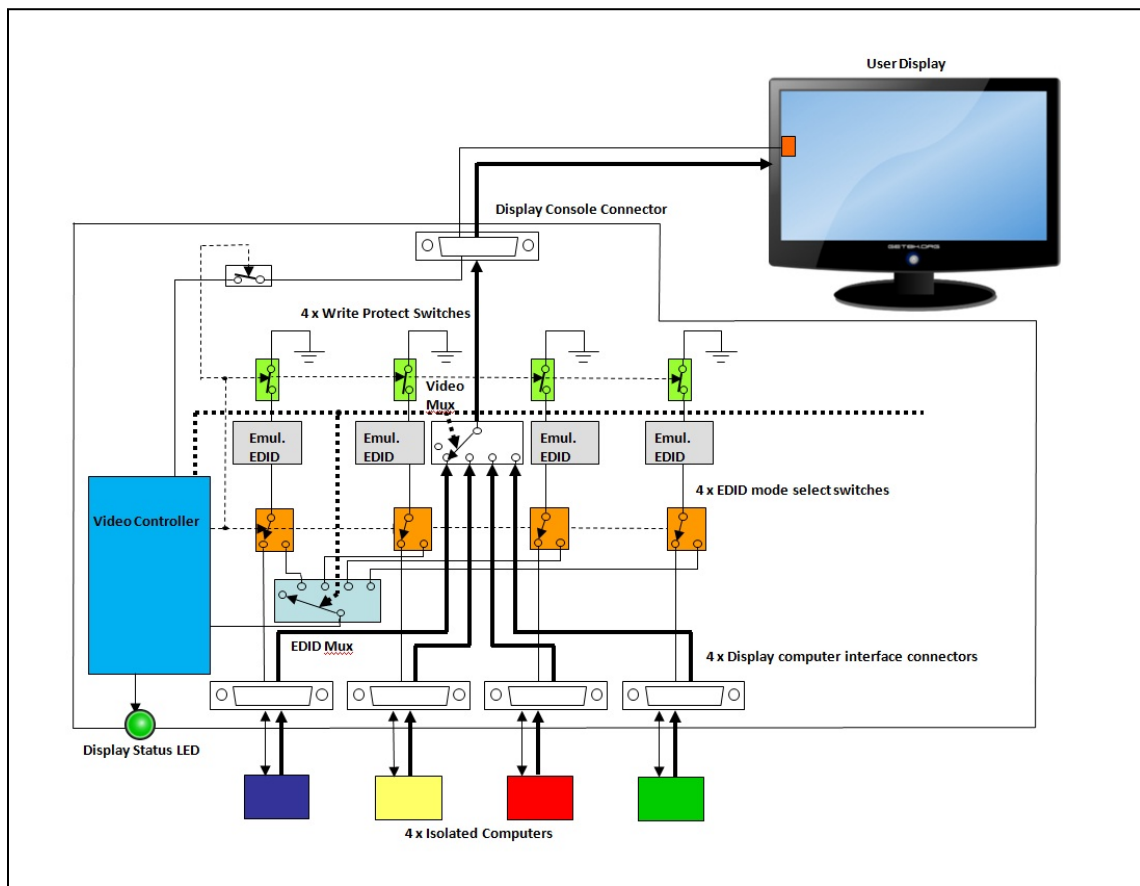 User Display
Display Console Connector
GETBH.ORG
4 x Write Protect Switches
Video
Mux
Emul.
EDID
Emul.
EDID
Emul.
EDID
Emul.
EDID
4 x EDID mode select switches
Video Controller
EDID Mux
4 x Display computer interface connectors
Display Status LED
4 x Isolated Computers